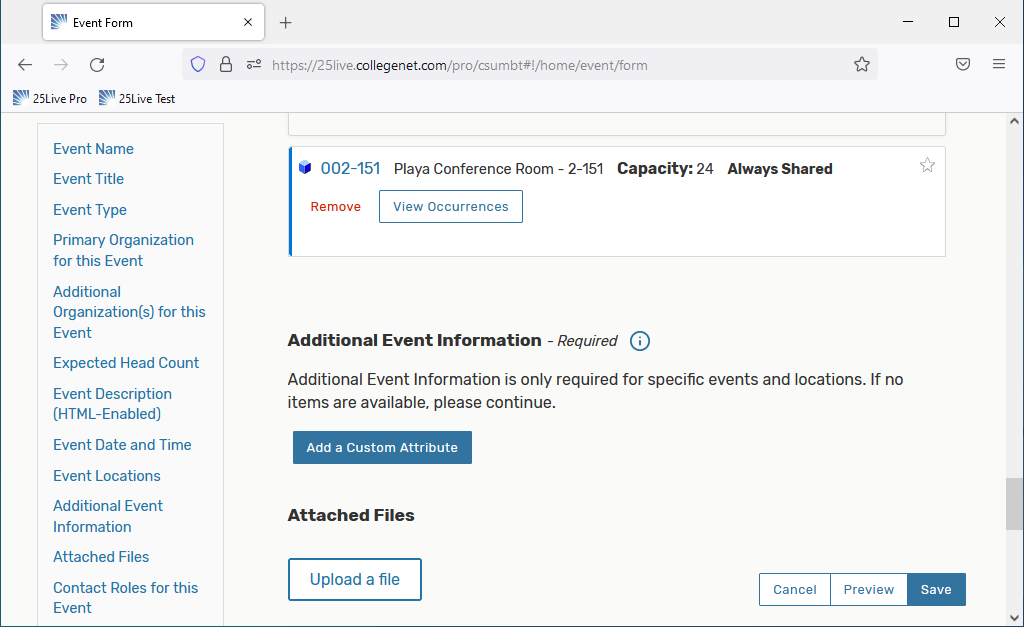 Event Form
https://25live.collegenet.com/pro/csumbt#!/home/event/form
25Live Pro 25Live Test
Event Name
Event Title
Event Type
Primary Organization
for this Event
Additional
Organization(s) for this
Event
Expected Head Count
Event Description
(HTML-Enabled)
Event Date and Time
Event Locations
Additional Event
Information
Attached Files
Contact Roles for this
Event
002-151 Playa Conference Room - 2-151 Capacity: 24 Always Shared
Remove View Occurrences
Additional Event Information - Required
Additional Event Information is only required for specific events and locations. If no
items are available, please continue.
Add a Custom Attribute
Attached Files
Upload a file
Cancel Preview Save